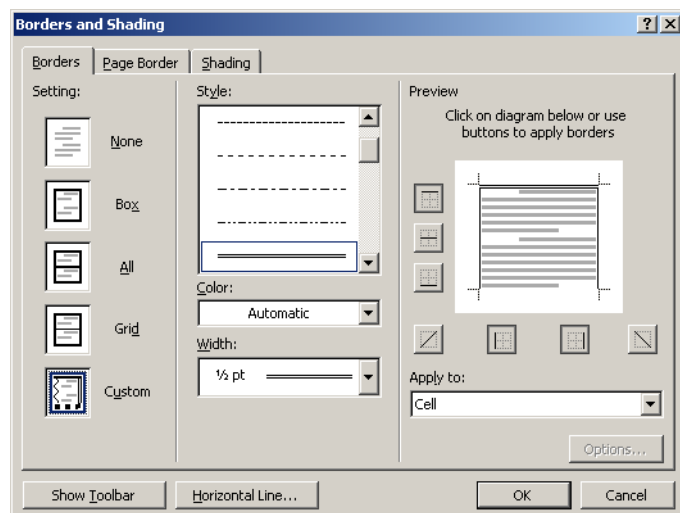 Borders and Shading
Borders
Page Border
Shading
Setting:
None
Box
All
Grid
Custom
Style:
Color:
Automatic
Width:
½ pt
Preview
Click on diagram below or use
buttons to apply borders
Apply to:
Cell
Options...
Show Toolbar
Horizontal Line...
OK
Cancel